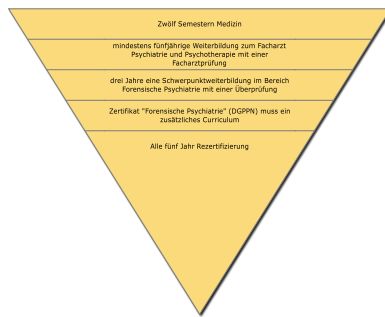 Zwölf Semestern Medizin
mindestens fünfjährige Weiterbildung zum Facharzt
Psychiatrie und Psychotherapie mit einer
Facharztprüfung
drei Jahre eine Schwerpunktweiterbildung im Bereich
Forensische Psychiatrie mit einer Überprüfung
Zertifikat "Forensische Psychiatrie" (DGPPN) muss ein
zusätzliches Curriculum
Alle fünf Jahr Rezertifizierung